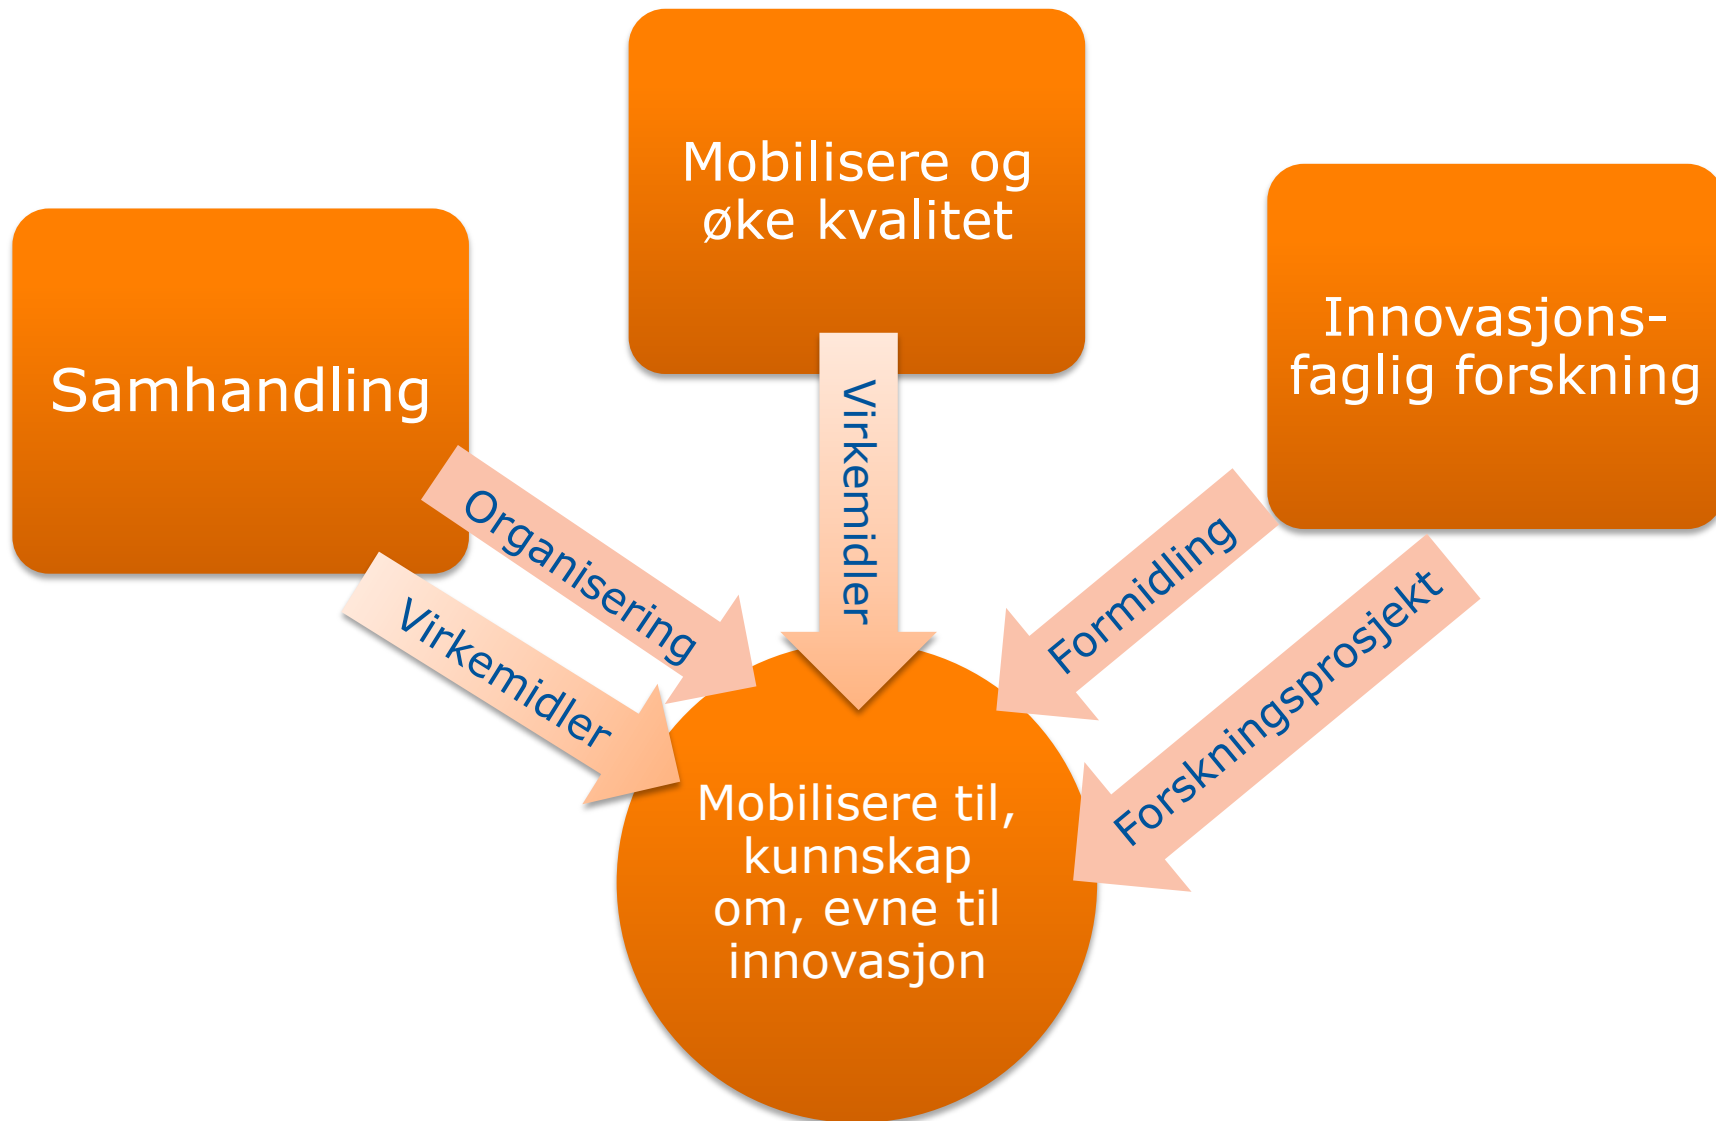 Mobilisere og
øke kvalitet
Samhandling
Innovasjons-
faglig forskning
Organisering
Virkemidler
Virkemidler
Formidling
Forskningsprosjekt
Mobilisere til,
kunnskap
om, evne til
innovasjon